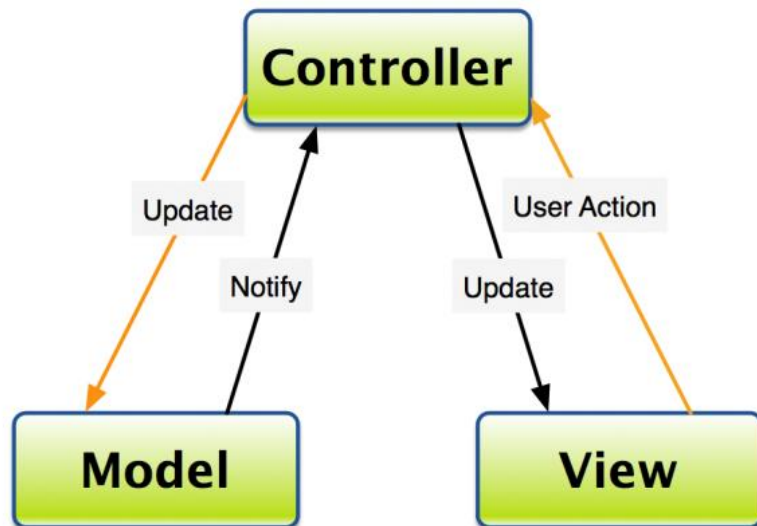 Controller
Update
User Action
Notify
Update
Model
View